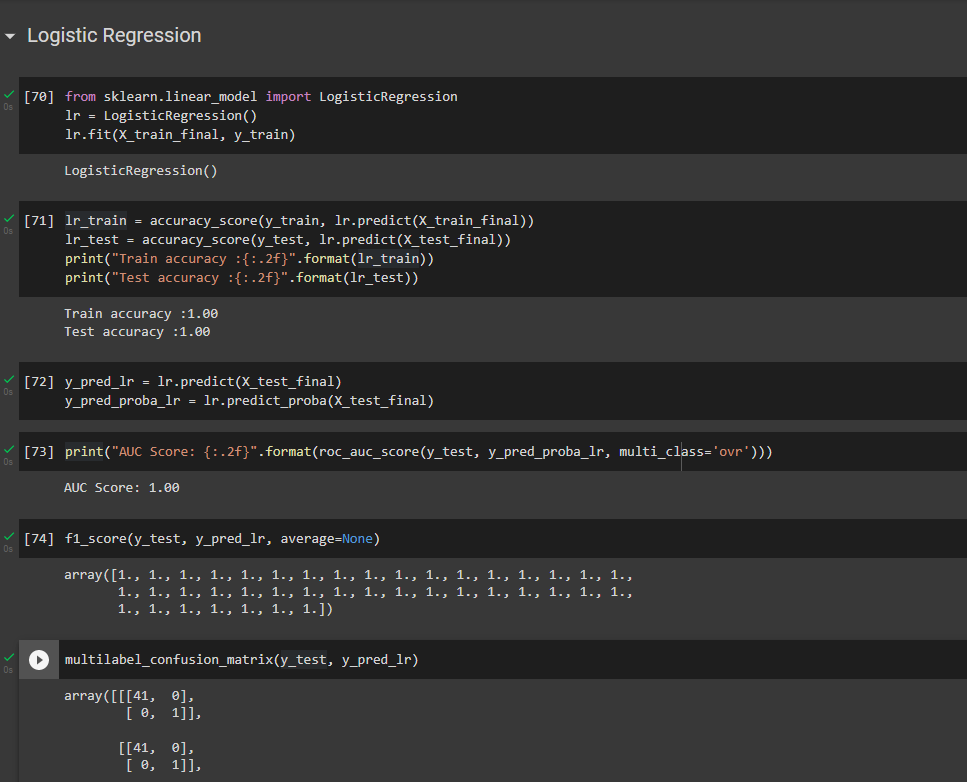 Logistic Regression
0s
[70] from sklearn.linear_model import LogisticRegression
lr = LogisticRegression()
lr.fit(X_train_final, y_train)
LogisticRegression()
0s
[71] lr_train = accuracy_score(y_train, lr.predict(X_train_final))
lr_test = accuracy_score(y_test, lr.predict(X_test_final))
print("Train accuracy :{:.2f}".format(lr_train))
print("Test accuracy :{:.2f}".format(lr_test))
Train accuracy :1.00
Test accuracy :1.00
0s
[72] y_pred_lr = lr.predict(X_test_final)
y_pred_proba_lr = lr.predict_proba(X_test_final)
0s
[73] print("AUC Score: {:.2f}".format(roc_auc_score(y_test, y_pred_proba_lr, multi_class='ovr')))
AUC Score: 1.00
0s
[74] f1_score(y_test, y_pred_lr, average=None)
array([1., 1., 1., 1., 1., 1., 1., 1., 1., 1., 1., 1., 1., 1., 1., 1., 1.,
1., 1., 1., 1., 1., 1., 1., 1., 1., 1., 1., 1., 1., 1., 1., 1., 1.,
1., 1., 1., 1., 1., 1., 1.])
0s
multilabel_confusion_matrix(y_test, y_pred_lr)
array([[[41, 0],
[ 0, 1]],
[[41, 0],
[ 0, 1]],